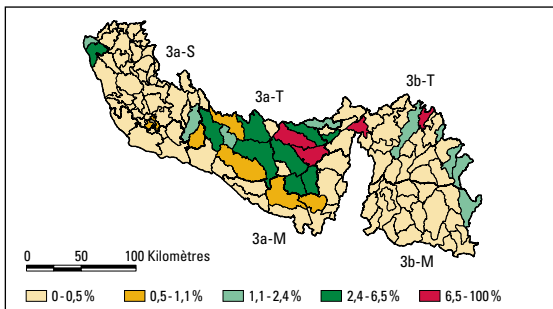 3a-S
3a-T
3b-T
3a-M
3b-M
0 50 100 Kilomètres
0 - 0,5 % 0,5 - 1,1 % 1,1 - 2,4 % 2,4 - 6,5 % 6,5 - 100 %